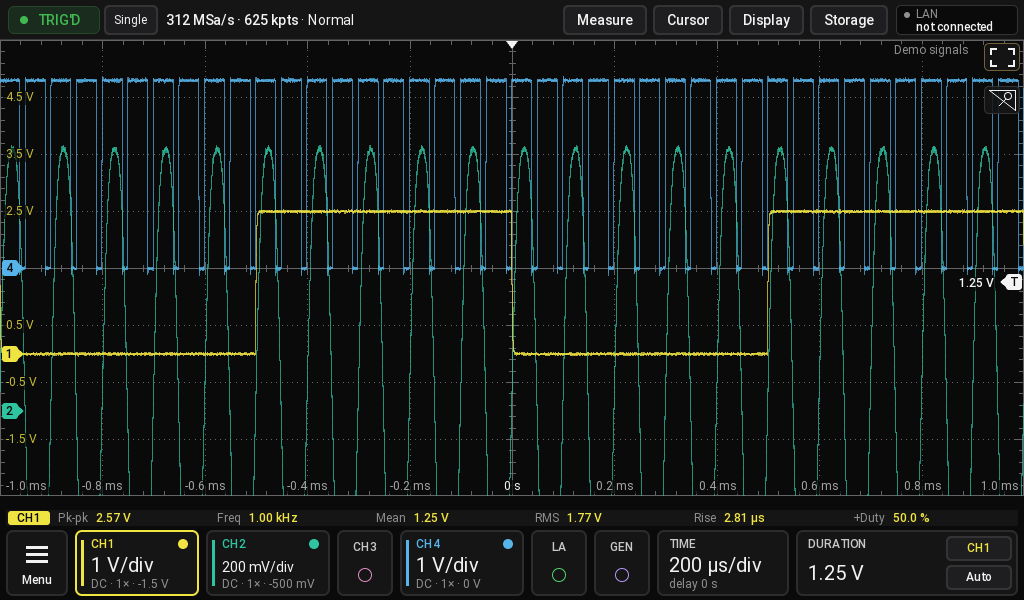 TRIG'D
Single
312 MSa/s · 625 kpts · Normal
Measure
Cursor
Display
Storage
LAN
not connected
Demo signals
4.5 V
3.5 V
2.5 V
4
1.25 V
T
0.5 V
1
-0.5 V
2
-1.5 V
-1.0 ms
-0.8 ms
-0.6 ms
-0.4 ms
-0.2 ms
0 s
0.2 ms
0.4 ms
0.6 ms
0.8 ms
1.0 ms
CH1 Pk-pk 2.57 V Freq 1.00 kHz Mean 1.25 V RMS 1.77 V Rise 2.81 µs +Duty 50.0 %
Menu
CH1
1 V/div
DC · 1× · -1.5 V
CH2
200 mV/div
DC · 1× · -500 mV
CH3
CH4
1 V/div
DC · 1× · 0 V
LA
GEN
TIME
200 µs/div
delay 0 s
DURATION
1.25 V
CH1
Auto